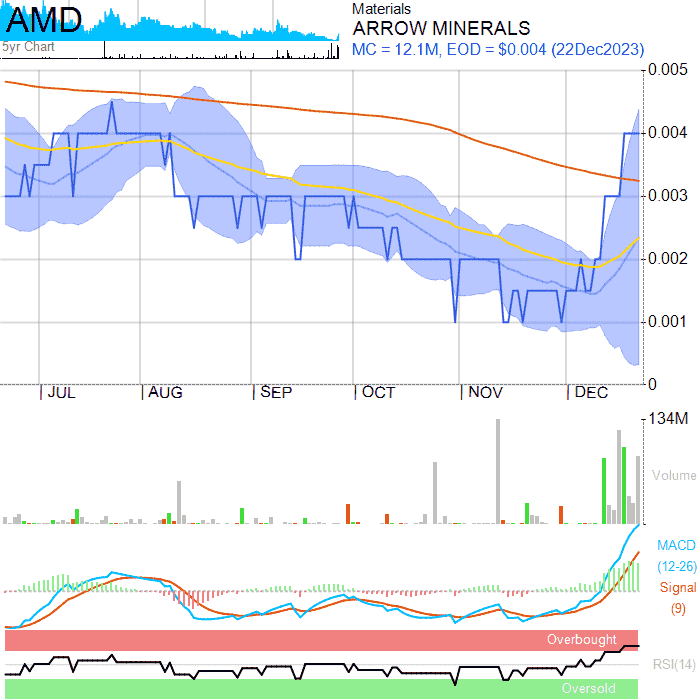 AMD
5yr Chart
Materials
ARROW MINERALS
MC = 12.1M, EOD = $0.004 (22Dec2023)
0.005
0.004
0.003
0.002
0.001
0
JUL AUG SEP OCT NOV DEC
134M
Volume
MACD
(12-26)
Signal
(9)
Overbought
RSI(14)
Oversold